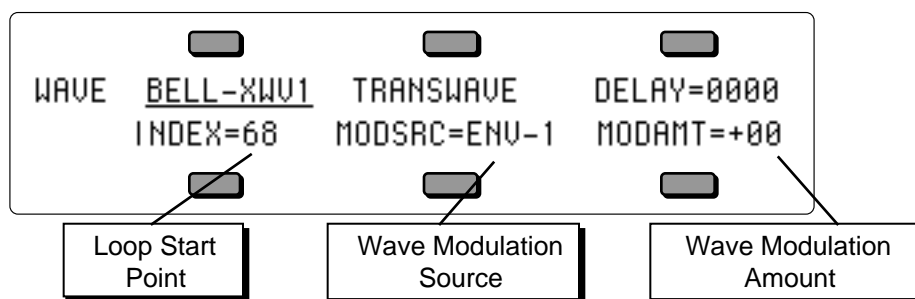 WAVE BELL-XWV1 TRANSWAVE DELAY=0000
INDEX=68 MODSRC=ENV-1 MODAMT=+00
Loop Start
Point
Wave Modulation
Source
Wave Modulation
Amount